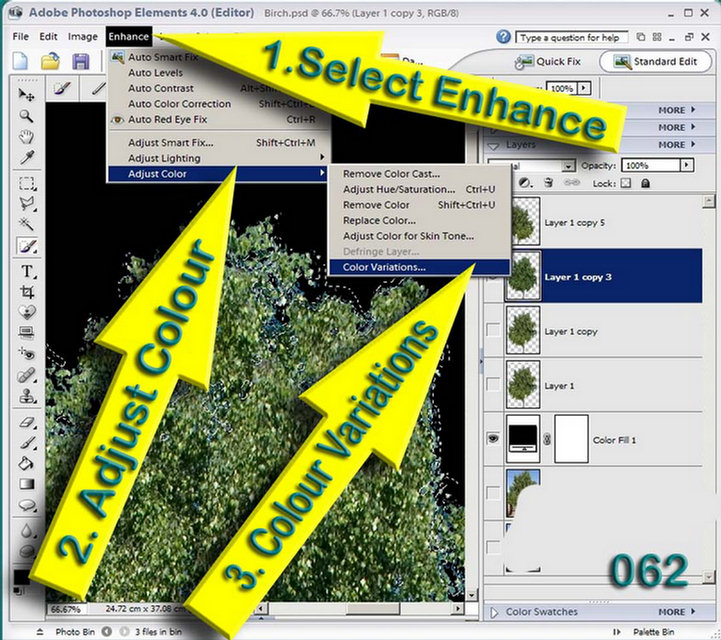 Adobe Photoshop Elements 4.0 (Editor) Birch.psd @ 66.7% (Layer 1 copy 3, RGB/8)
File Edit Image Enhance
Type a question for help
Quick Fix Standard Edit
Auto Smart Fix
Auto Levels
Auto Contrast
Auto Color Correction
Auto Red Eye Fix Ctrl+R
Adjust Smart Fix... Shift+Ctrl+M
Adjust Lighting
Adjust Color
Remove Color Cast...
Adjust Hue/Saturation... Ctrl+U
Remove Color Shift+Ctrl+U
Replace Color...
Adjust Color for Skin Tone...
Defringe Layer...
Color Variations...
1.Select Enhance
2. Adjust Colour
3. Colour Variations
100%
MORE
MORE
Layers MORE
Opacity: 100%
Lock:
Layer 1 copy 5
Layer 1 copy 3
Layer 1 copy
Layer 1
Color Fill 1
062
66.67% 24.72 cm x 37.08 cm
Color Swatches MORE
Photo Bin 3 files in bin Palette Bin